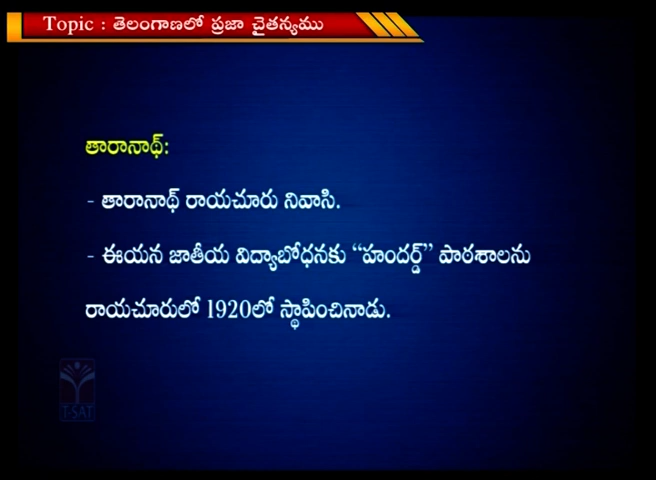 Topic : తెలంగాణలో ప్రజా చైతన్యము
తారానాథ్:
- తారానాథ్ రాయచూరు నివాసి.
- ఈయన జాతీయ విద్యాబోధనకు “హందర్డ్” పాఠశాలను
రాయచూరులో 1920లో స్థాపించినాడు.
T-SAT